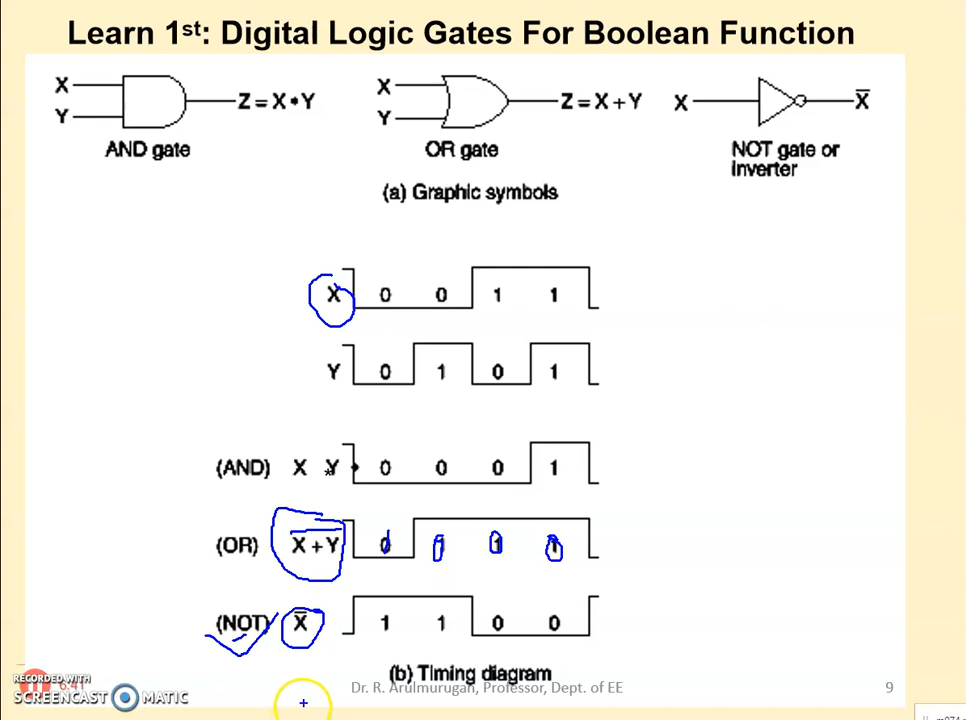 Learn 1st: Digital Logic Gates For Boolean Function
X
Y
Z = X • Y
AND gate
X
Y
Z = X + Y
OR gate
X
X̅
NOT gate or
inverter
(a) Graphic symbols
X 0 0 1 1
Y 0 1 0 1
(AND) X Y • 0 0 0 1
(OR) X + Y 0 1 1 1
(NOT) X̅ 1 1 0 0
(b) Timing diagram
RECORDED WITH
SCREENCAST MATIC
6:41
Dr. R. Arulmurugan, Professor, Dept. of EE
9